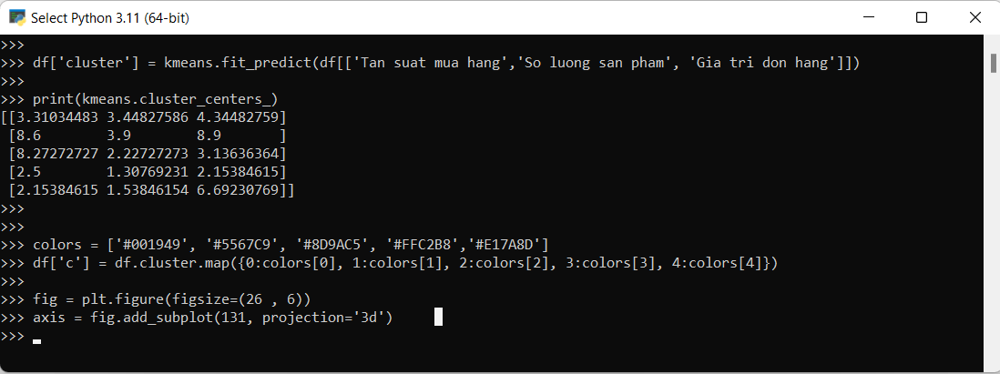 Select Python 3.11 (64-bit)
>>>
>>> df['cluster'] = kmeans.fit_predict(df[['Tan suat mua hang','So luong san pham', 'Gia tri don hang']])
>>>
>>> print(kmeans.cluster_centers_)
[[3.31034483 3.44827586 4.34482759]
 [8.6        3.9        8.9       ]
 [8.27272727 2.22727273 3.13636364]
 [2.5        1.30769231 2.15384615]
 [2.15384615 1.53846154 6.69230769]]
>>>
>>>
>>> colors = ['#001949', '#5567C9', '#8D9AC5', '#FFC2B8','#E17A8D']
>>> df['c'] = df.cluster.map({0:colors[0], 1:colors[1], 2:colors[2], 3:colors[3], 4:colors[4]})
>>>
>>> fig = plt.figure(figsize=(26 , 6))
>>> axis = fig.add_subplot(131, projection='3d')
>>>